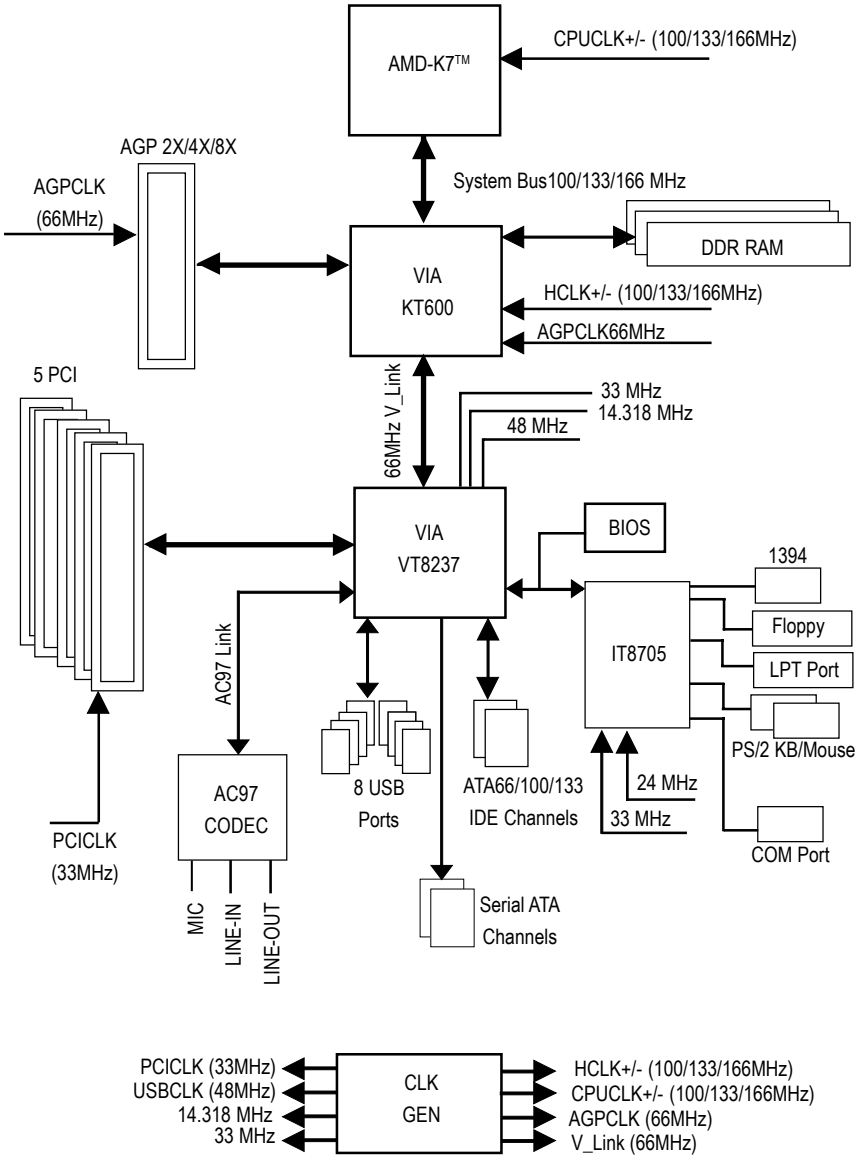 AMD-K7™
CPUCLK+/- (100/133/166MHz)
AGP 2X/4X/8X
System Bus100/133/166 MHz
AGPCLK
(66MHz)
DDR RAM
VIA
KT600
HCLK+/- (100/133/166MHz)
AGPCLK66MHz
5 PCI
66MHz V_Link
33 MHz
14.318 MHz
48 MHz
BIOS
VIA
VT8237
1394
Floppy
IT8705
LPT Port
PS/2 KB/Mouse
AC97 Link
8 USB
Ports
ATA66/100/133
IDE Channels
24 MHz
33 MHz
COM Port
AC97
CODEC
PCICLK
(33MHz)
MIC
LINE-IN
LINE-OUT
Serial ATA
Channels
PCICLK (33MHz)
USBCLK (48MHz)
14.318 MHz
33 MHz
CLK
GEN
HCLK+/- (100/133/166MHz)
CPUCLK+/- (100/133/166MHz)
AGPCLK (66MHz)
V_Link (66MHz)